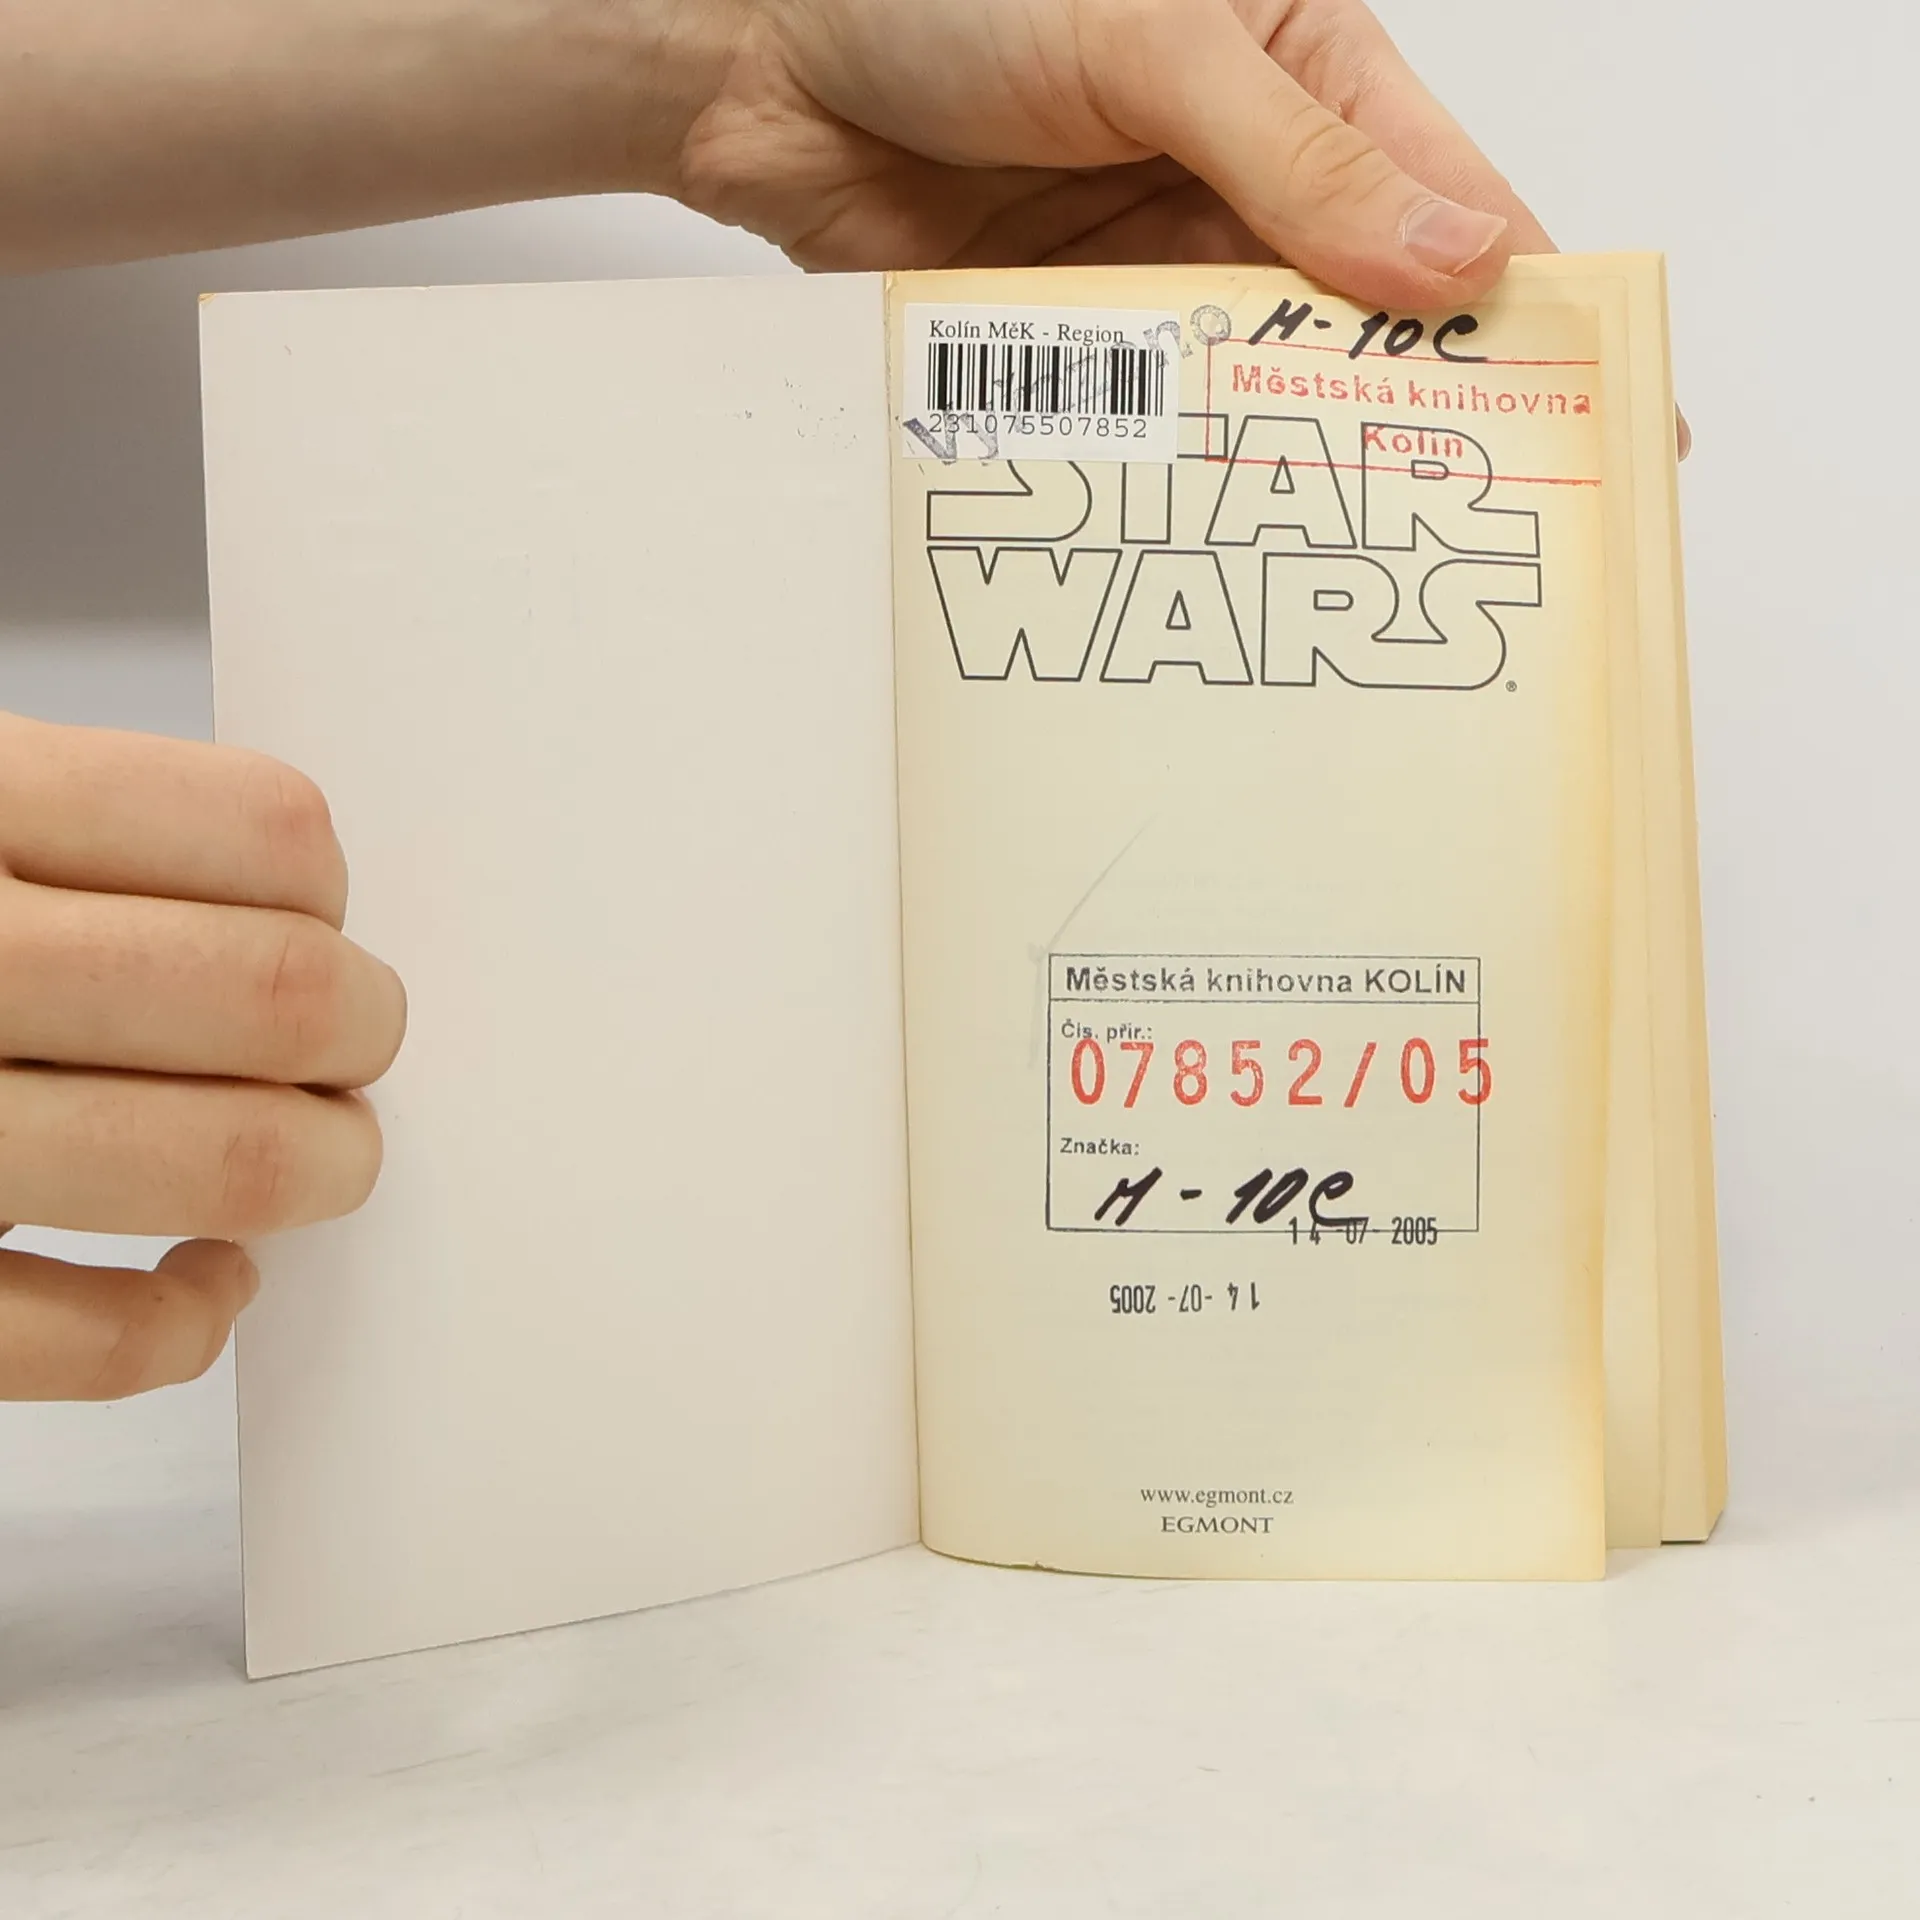 Kolín MěK - Region
231075507852
Vyřazeno
M- 10C
Městská knihovna
Kolín
STAR
WARS®
Městská knihovna KOLÍN
Čís. přír.:
07852/05
Značka:
M - 10C
14 -07- 2005
14 -07- 2005
www.egmont.cz
EGMONT